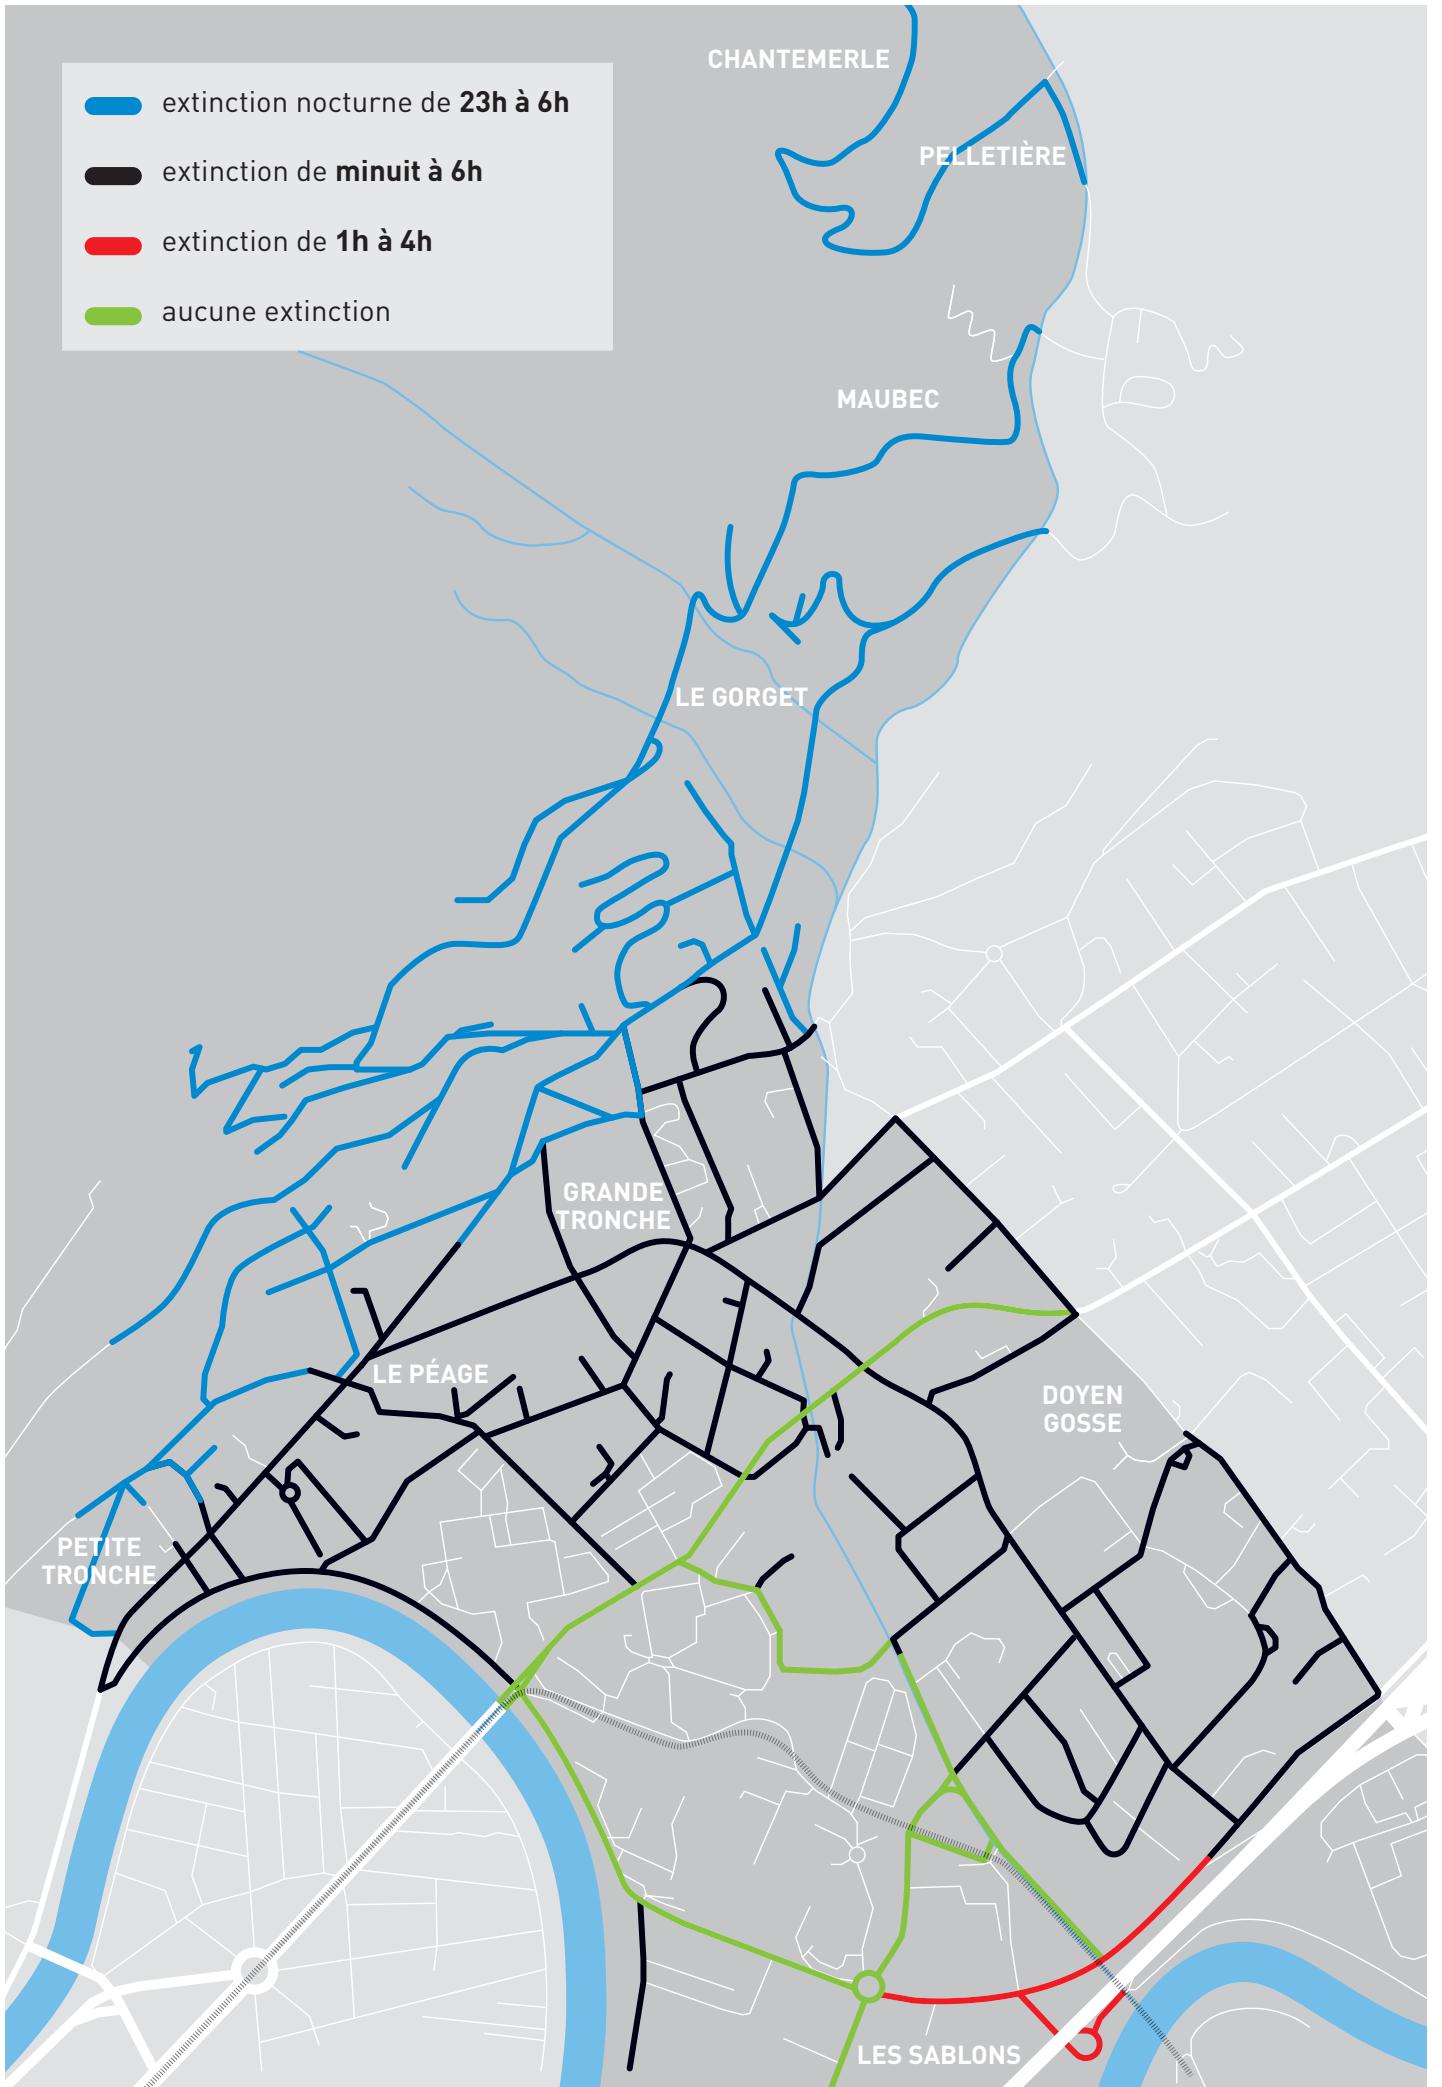 CHANTEMERLE
extinction nocturne de 23h à 6h
PELLETIÈRE
extinction de minuit à 6h
extinction de 1h à 4h
aucune extinction
MAUBEC
LE GORGET
GRANDE
TRONCHE
LE PÉAGE
DOYEN
GOSSE
PETITE
TRONCHE
LES SABLONS